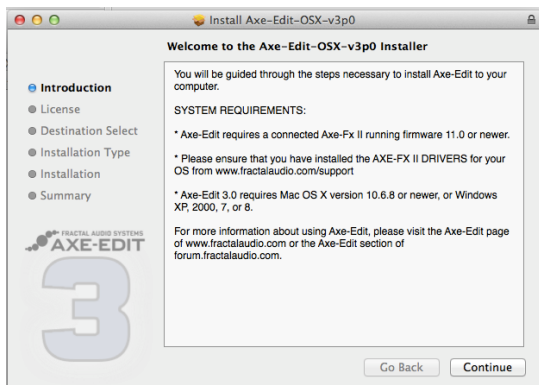 Install Axe-Edit-OSX-v3p0
Welcome to the Axe-Edit-OSX-v3p0 Installer
Introduction
License
Destination Select
Installation Type
Installation
Summary
FRACTAL AUDIO SYSTEMS
AXE-EDIT
3
You will be guided through the steps necessary to install Axe-Edit to your
computer.
SYSTEM REQUIREMENTS:
* Axe-Edit requires a connected Axe-Fx II running firmware 11.0 or newer.
* Please ensure that you have installed the AXE-FX II DRIVERS for your
OS from www.fractalaudio.com/support
* Axe-Edit 3.0 requires Mac OS X version 10.6.8 or newer, or Windows
XP, 2000, 7, or 8.
For more information about using Axe-Edit, please visit the Axe-Edit page
of www.fractalaudio.com or the Axe-Edit section of
forum.fractalaudio.com.
Go Back
Continue